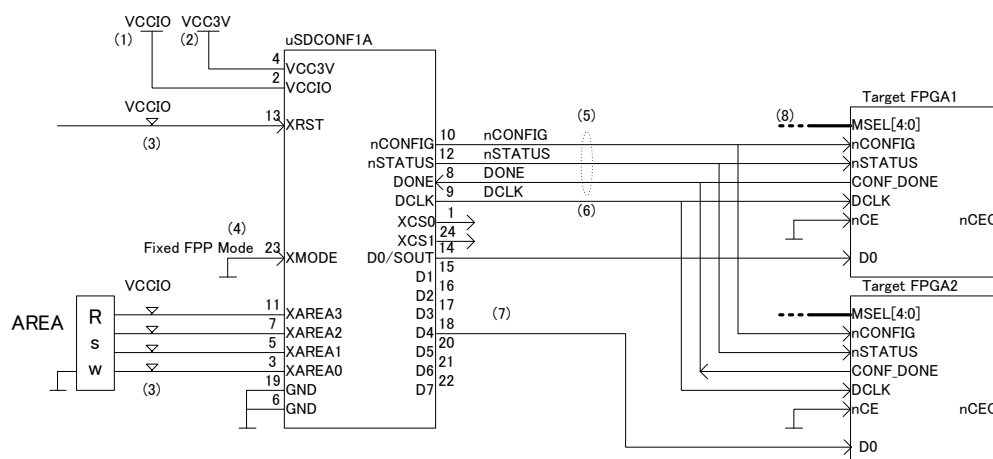 VCCIO VCC3V
(1) (2)
uSDCONF1A
4 VCC3V
2 VCCIO
VCCIO
13 XRST
(3)
nCONFIG 10 nCONFIG
nSTATUS 12 nSTATUS
DONE 8 DONE
DCLK 9 DCLK
(5)
(6)
XCS0 1
XCS1 24
(4)
Fixed FPP Mode 23 XMODE
D0/SOUT 14
D1 15
D2 16
D3 17
D4 18
(7)
D5 20
D6 21
D7 22
VCCIO
AREA
R
s
w
11 XAREA3
7 XAREA2
5 XAREA1
3 XAREA0
(3)
19 GND
6 GND
Target FPGA1
(8)
MSEL[4:0]
nCONFIG
nSTATUS
CONF_DONE
DCLK
nCE nCEO
D0
Target FPGA2
MSEL[4:0]
nCONFIG
nSTATUS
CONF_DONE
DCLK
nCE nCEO
D0